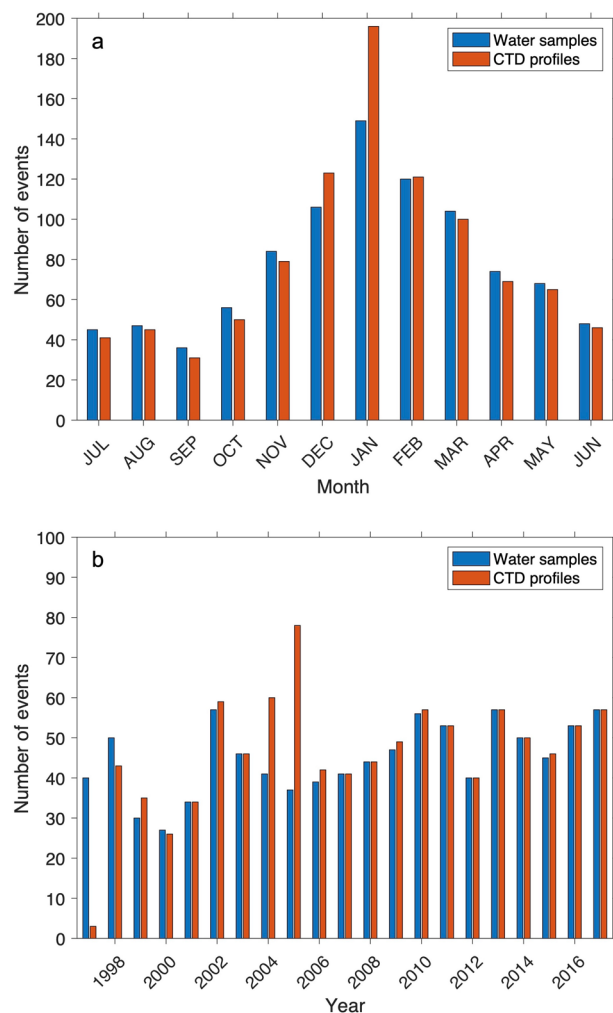 a
Water samples
CTD profiles
200
180
160
140
120
100
80
60
40
20
0
Number of events
JUL AUG SEP OCT NOV DEC JAN FEB MAR APR MAY JUN
Month
b
Water samples
CTD profiles
100
90
80
70
60
50
40
30
20
10
0
Number of events
1998 2000 2002 2004 2006 2008 2010 2012 2014 2016
Year